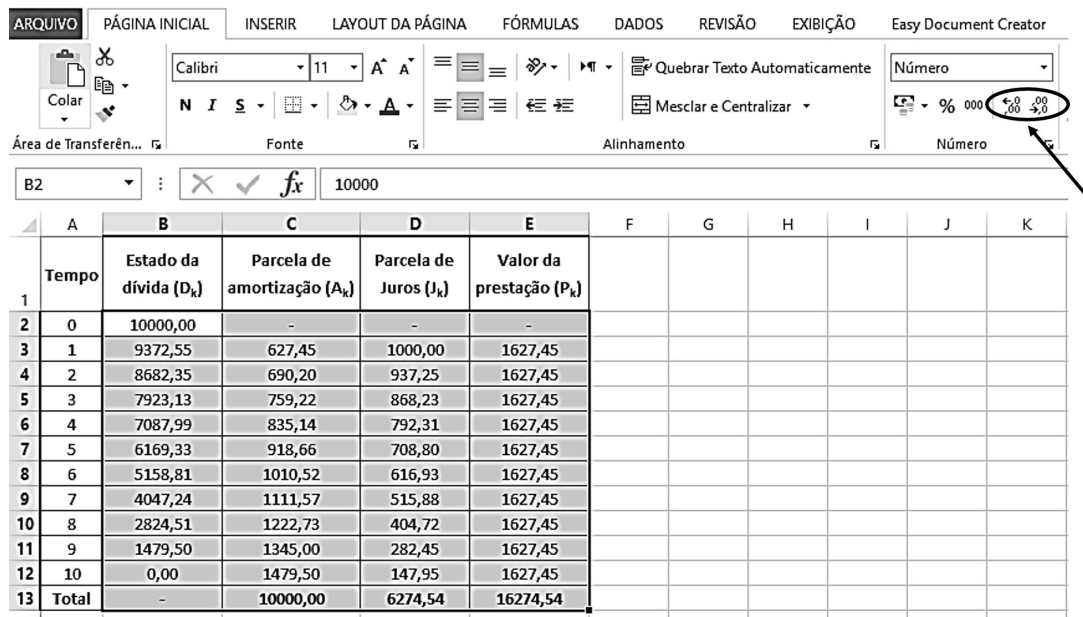 ARQUIVO PÁGINA INICIAL INSERIR LAYOUT DA PÁGINA FÓRMULAS DADOS REVISÃO EXIBIÇÃO Easy Document Creator
Calibri 11 A A Quebrar Texto Automaticamente Número
Colar N I S A Mesclar e Centralizar % 000 ,0 ,00 ,00 ,0
Área de Transferên... Fonte Alinhamento Número
B2 fx 10000
A B C D E F G H I J K
1 Tempo Estado da dívida (Dk) Parcela de amortização (Ak) Parcela de Juros (Jk) Valor da prestação (Pk)
2 0 10000,00 - - -
3 1 9372,55 627,45 1000,00 1627,45
4 2 8682,35 690,20 937,25 1627,45
5 3 7923,13 759,22 868,23 1627,45
6 4 7087,99 835,14 792,31 1627,45
7 5 6169,33 918,66 708,80 1627,45
8 6 5158,81 1010,52 616,93 1627,45
9 7 4047,24 1111,57 515,88 1627,45
10 8 2824,51 1222,73 404,72 1627,45
11 9 1479,50 1345,00 282,45 1627,45
12 10 0,00 1479,50 147,95 1627,45
13 Total - 10000,00 6274,54 16274,54